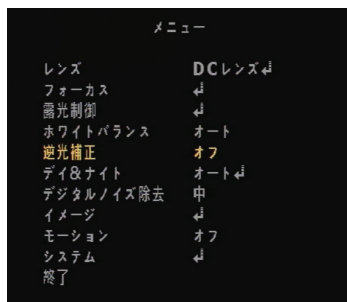 メニュー
レンズ DCレンズ↲
フォーカス ↲
露光制御 ↲
ホワイトバランス オート
逆光補正 オフ
デイ&ナイト オート↲
デジタルノイズ除去 中
イメージ ↲
モーション オフ
システム ↲
終了